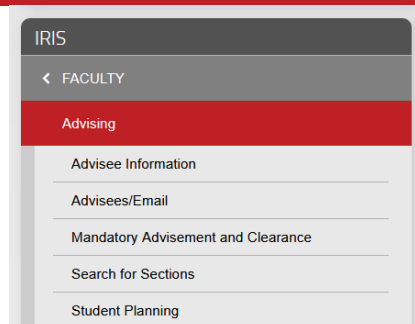 IRIS
FACULTY
Advising
Advisee Information
Advisees/Email
Mandatory Advisement and Clearance
Search for Sections
Student Planning